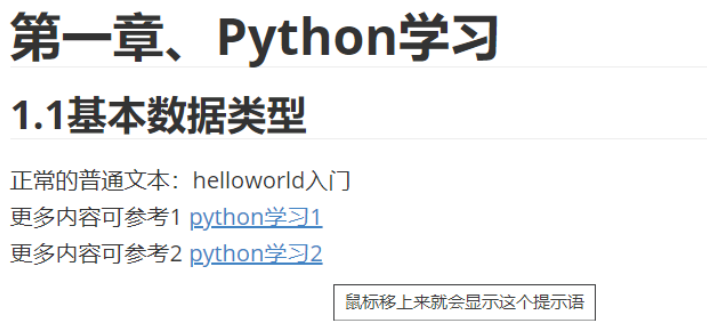 第一章、Python学习
1.1基本数据类型
正常的普通文本：helloworld入门
更多内容可参考1 python学习1
更多内容可参考2 python学习2
鼠标移上来就会显示这个提示语